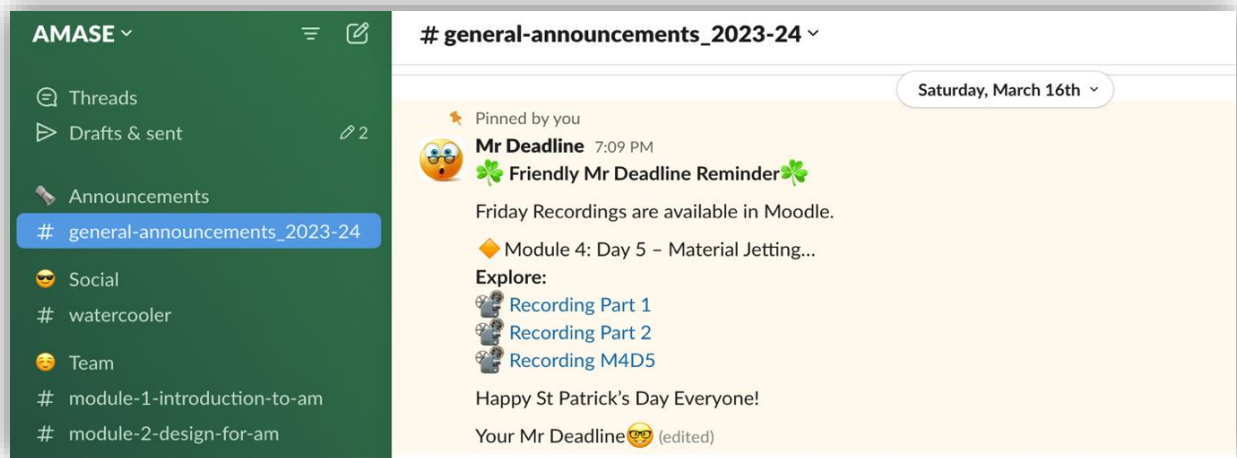 AMASE
Threads
Drafts & sent 2
Announcements
# general-announcements_2023-24
Social
# watercooler
Team
# module-1-introduction-to-am
# module-2-design-for-am
# general-announcements_2023-24
Saturday, March 16th
Pinned by you
Mr Deadline 7:09 PM
Friendly Mr Deadline Reminder
Friday Recordings are available in Moodle.
Module 4: Day 5 – Material Jetting...
Explore:
Recording Part 1
Recording Part 2
Recording M4D5
Happy St Patrick’s Day Everyone!
Your Mr Deadline (edited)